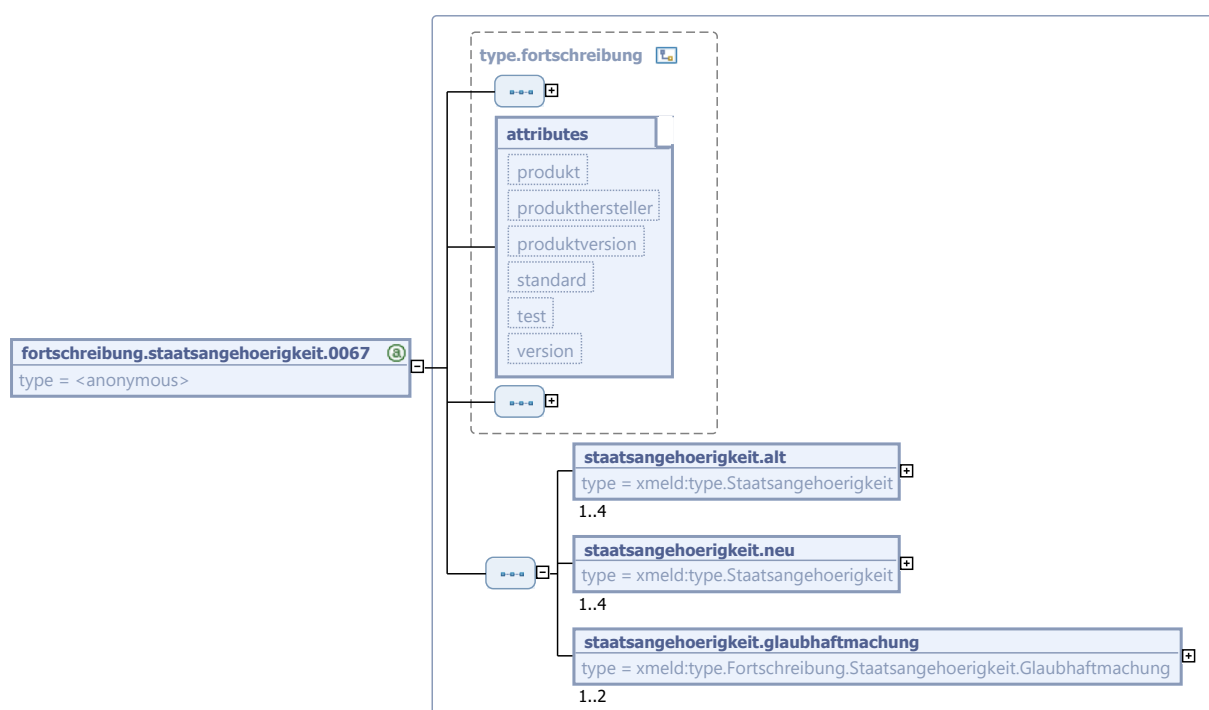 type.fortschreibung
attributes
produkt
produkthersteller
produktversion
standard
test
version
fortschreibung.staatsangehoerigkeit.0067 a
type = <anonymous>
staatsangehoerigkeit.alt
type = xmeld:type.Staatsangehoerigkeit
1..4
staatsangehoerigkeit.neu
type = xmeld:type.Staatsangehoerigkeit
1..4
staatsangehoerigkeit.glaubhaftmachung
type = xmeld:type.Fortschreibung.Staatsangehoerigkeit.Glaubhaftmachung
1..2